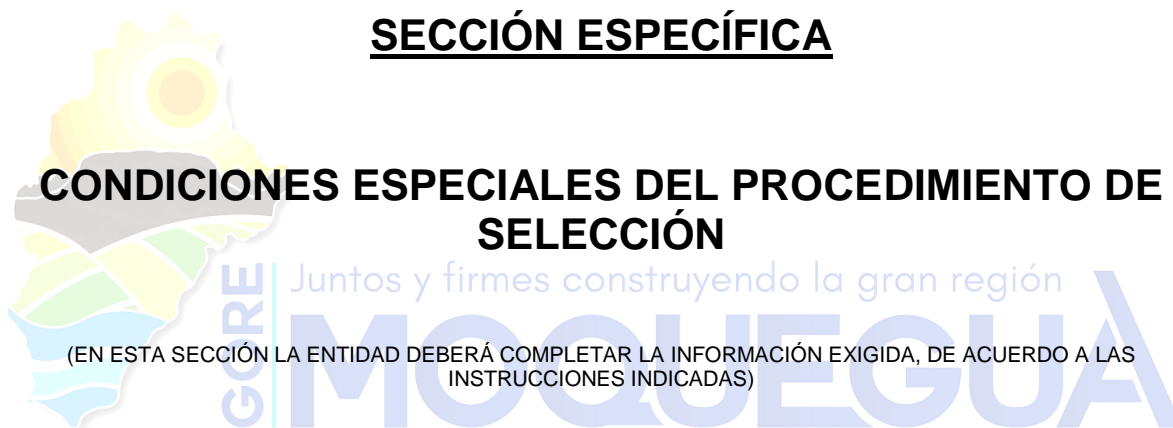 SECCIÓN ESPECÍFICA
CONDICIONES ESPECIALES DEL PROCEDIMIENTO DE
SELECCIÓN
GORE
Juntos y firmes construyendo la gran región
MOQUEGUA
(EN ESTA SECCIÓN LA ENTIDAD DEBERÁ COMPLETAR LA INFORMACIÓN EXIGIDA, DE ACUERDO A LAS
INSTRUCCIONES INDICADAS)